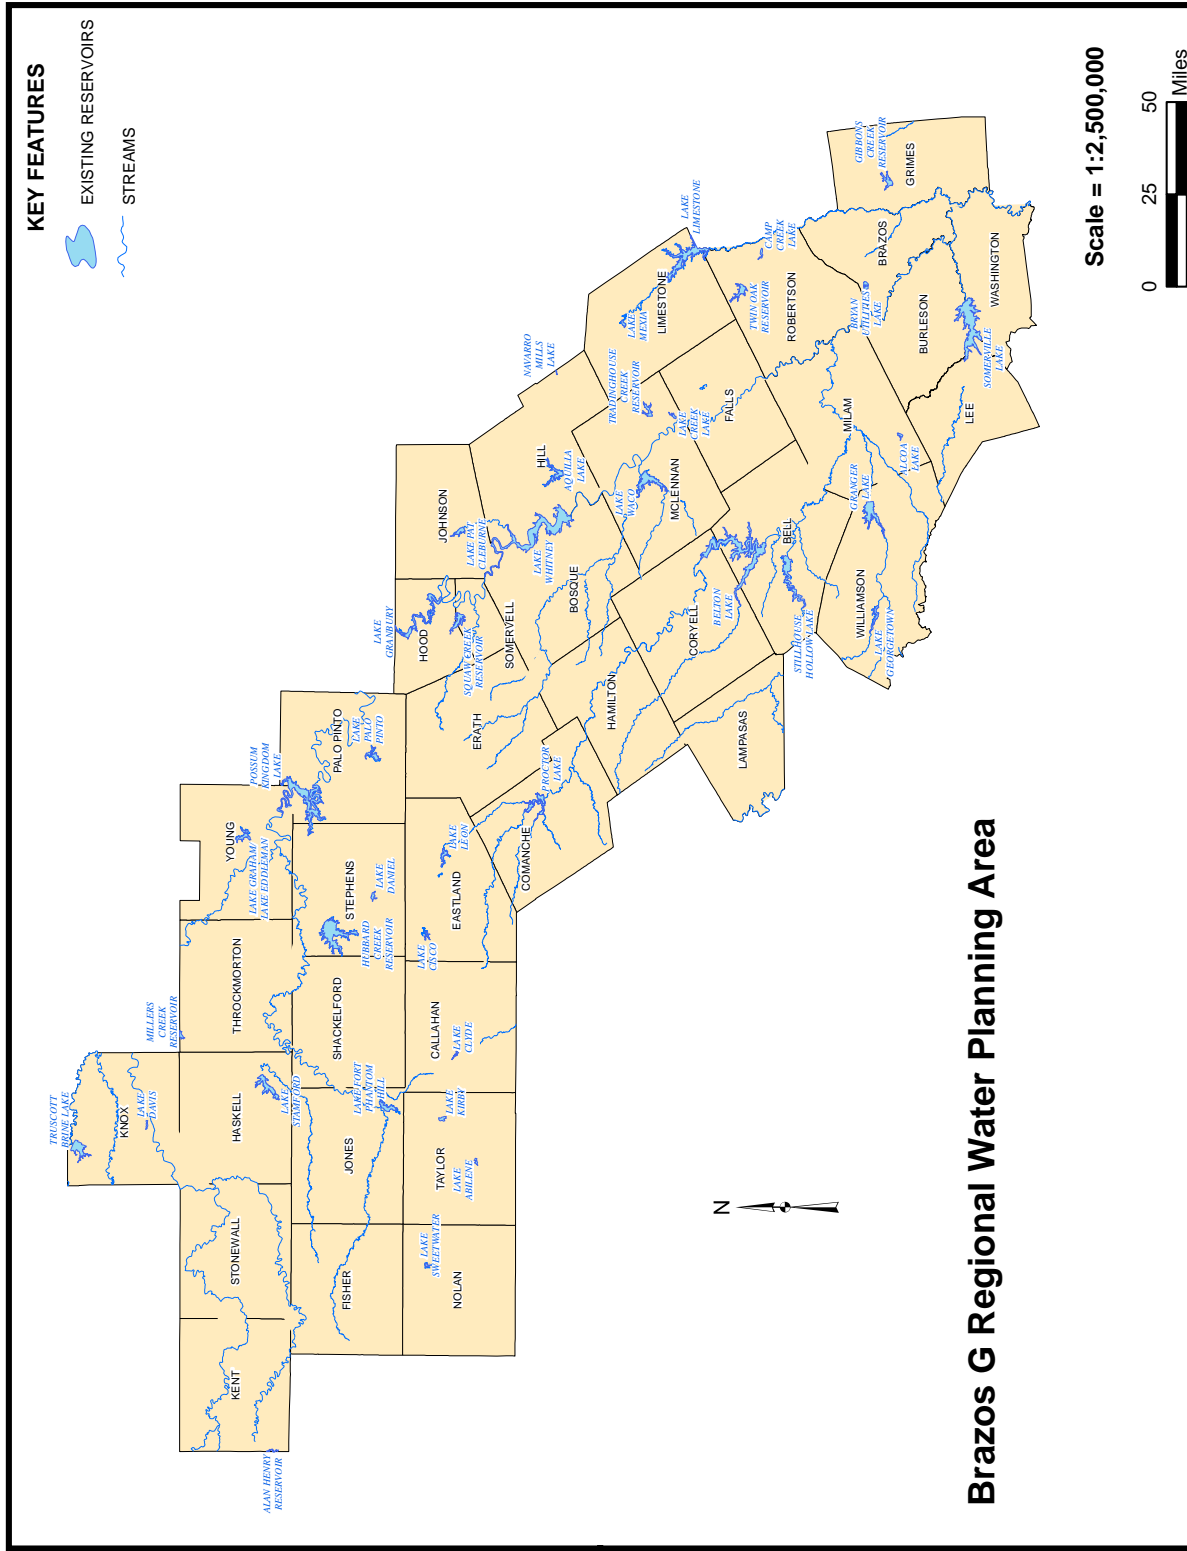 KEY FEATURES
EXISTING RESERVOIRS
STREAMS
TRUSCOTT
BRINE LAKE
KNOX
LAKE
DAVIS
MILLERS
CREEK
RESERVOIR
KENT
STONEWALL
HASKELL
THROCKMORTON
YOUNG
LAKE GRAHAM
LAKE EDDLEMAN
POSSUM
KINGDOM
LAKE
ALAN HENRY
RESERVOIR
LAKE
STAMFORD
FISHER
JONES
LAKE FORT
PHANTOM
HILL
SHACKELFORD
STEPHENS
HUBBARD
CREEK
RESERVOIR
LAKE
DANIEL
PALO PINTO
LAKE
PALO
PINTO
LAKE
GRANBURY
NOLAN
LAKE
SWEETWATER
TAYLOR
LAKE
ABILENE
LAKE
KIRBY
CALLAHAN
LAKE
CLYDE
LAKE
CISCO
EASTLAND
LAKE
LEON
HOOD
SQUAW CREEK
RESERVOIR
JOHNSON
LAKE PAT
CLEBURNE
ERATH
SOMERVELL
COMANCHE
PROCTOR
LAKE
HAMILTON
BOSQUE
LAKE
WHITNEY
HILL
AQUILLA
LAKE
NAVARRO
MILLS
LAKE
LAKE
WACO
MCLENNAN
TRADINGHOUSE
CREEK
RESERVOIR
LAKE
CREEK
LAKE
LAKE
MEXIA
LIMESTONE
LAKE
LIMESTONE
LAMPASAS
CORYELL
BELTON
LAKE
BELL
STILLHOUSE
HOLLOW LAKE
FALLS
TWIN OAK
RESERVOIR
ROBERTSON
CAMP
CREEK
LAKE
WILLIAMSON
LAKE
GEORGETOWN
GRANGER
LAKE
MILAM
ALCOA
LAKE
BRYAN
UTILITIES
LAKE
BRAZOS
GIBBONS
CREEK
RESERVOIR
GRIMES
BURLESON
LEE
SOMERVILLE
LAKE
WASHINGTON
N
Brazos G Regional Water Planning Area
Scale = 1:2,500,000
0 25 50
Miles